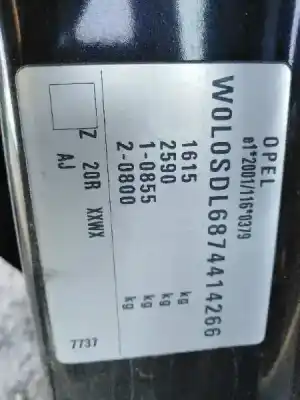 OPEL
e1*2001/116*0379
W0L0SDL6874414266
1615 kg
2590 kg
1-0855 kg
2-0800 kg
Z 20R XXWX
AJ
7737